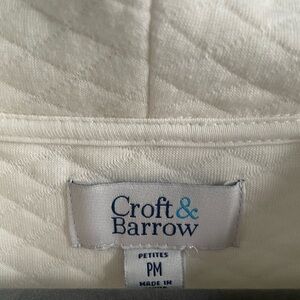 Croft&
Barrow
PETITES
PM
MADE IN